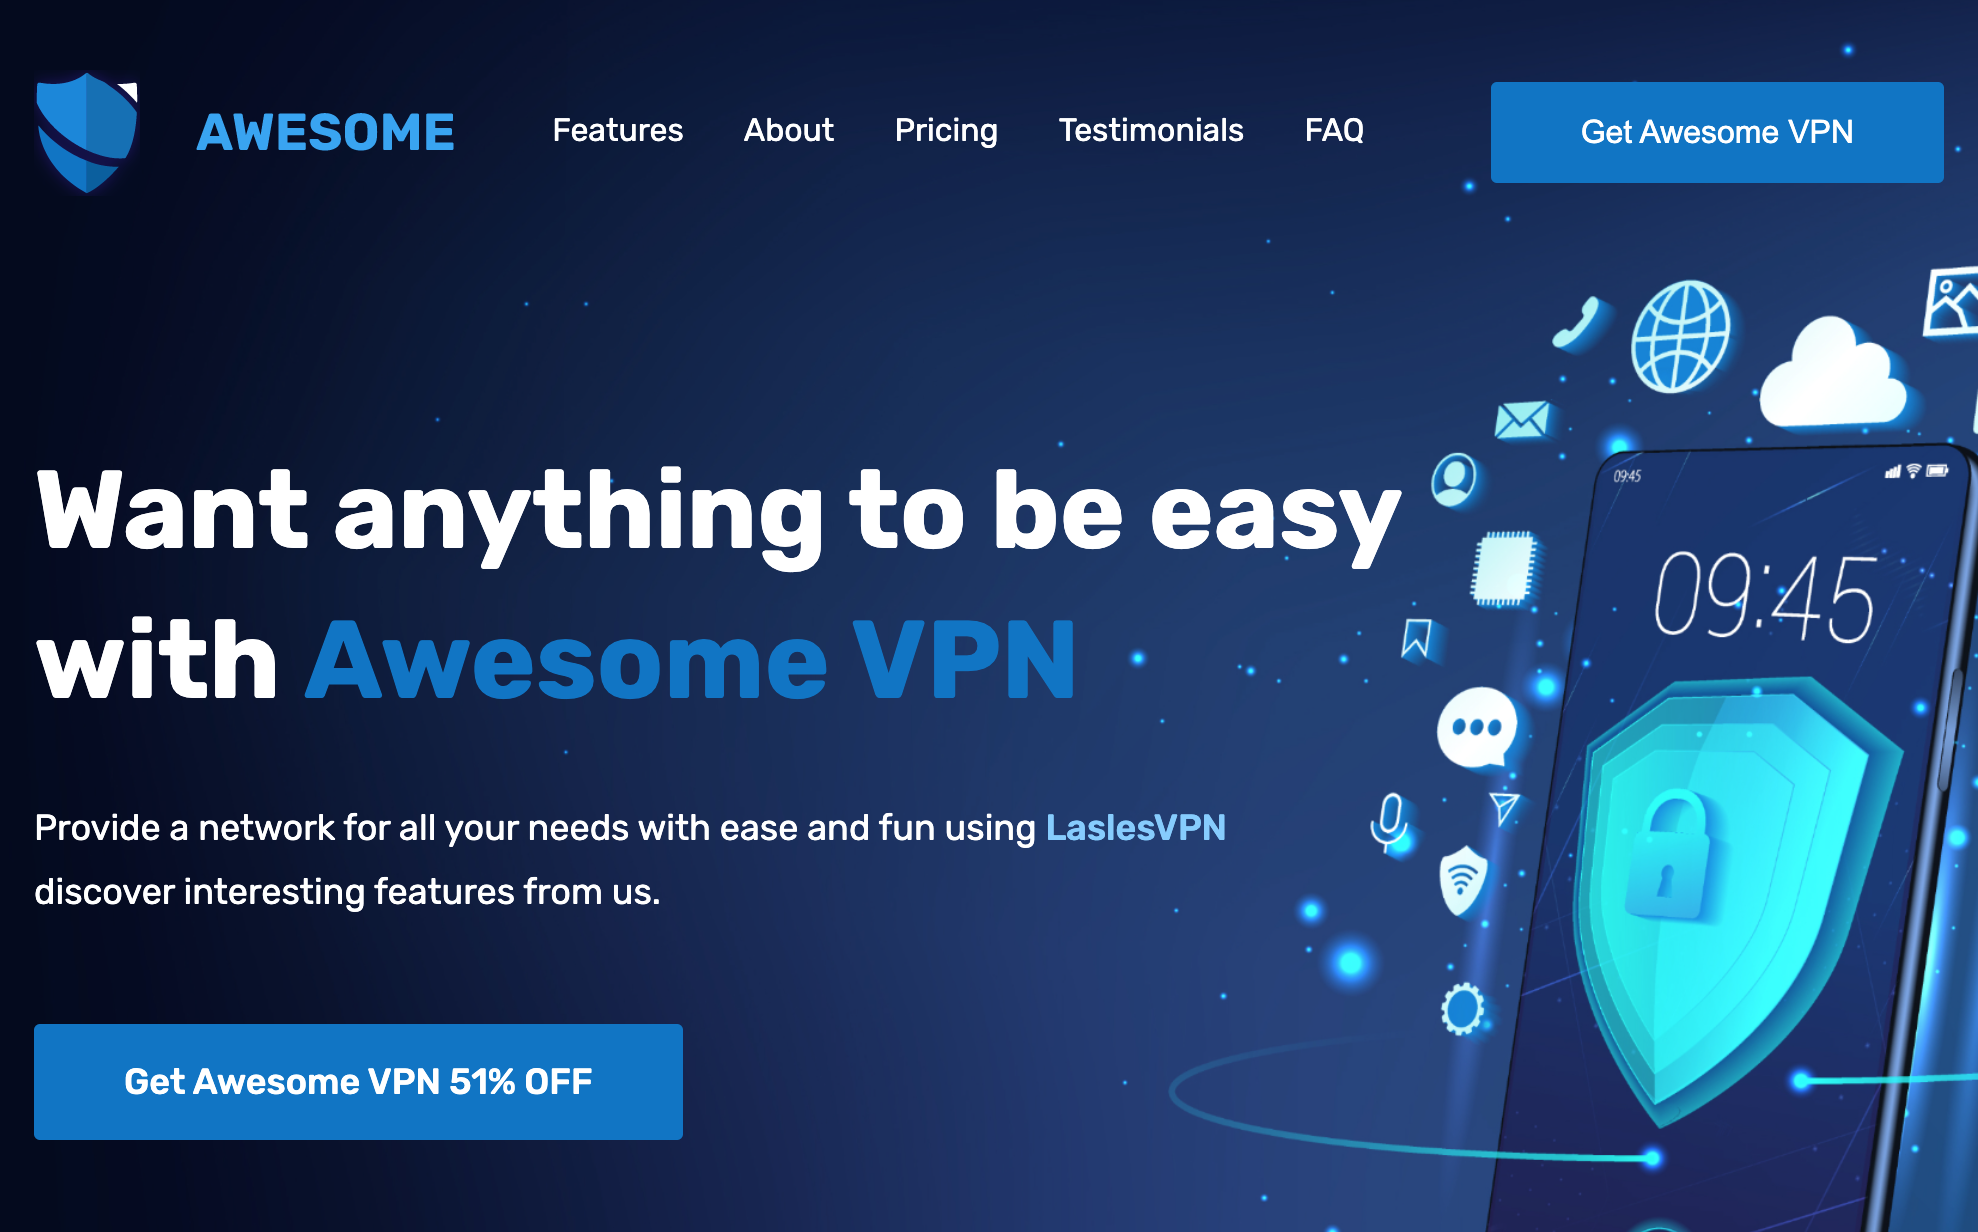 AWESOME
Features
About
Pricing
Testimonials
FAQ
Get Awesome VPN
Want anything to be easy
with Awesome VPN
Provide a network for all your needs with ease and fun using LaslesVPN
discover interesting features from us.
Get Awesome VPN 51% OFF
09:45
09:45